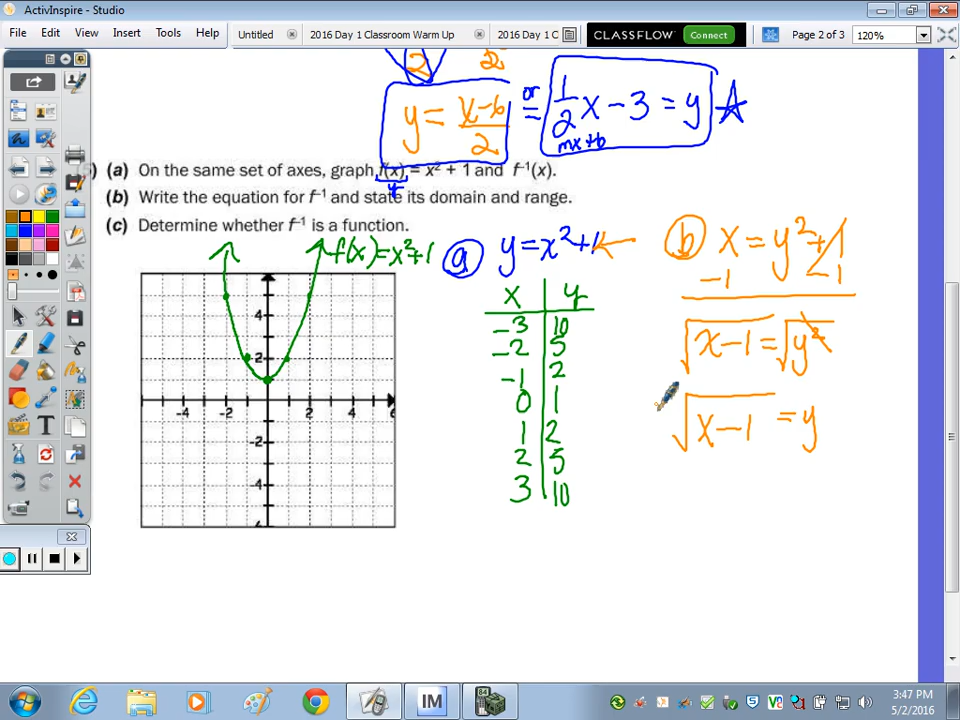 ActivInspire - Studio
File Edit View Insert Tools Help Untitled 2016 Day 1 Classroom Warm Up 2016 Day 1 C CLASSFLOW Connect Page 2 of 3 120%
2 2
y = x-6/2 or = 1/2 x - 3 = y
mx+b
) (a) On the same set of axes, graph f(x) = x² + 1 and f⁻¹(x).
y
(b) Write the equation for f⁻¹ and state its domain and range.
(c) Determine whether f⁻¹ is a function.
f(x)=x²+1
a y=x²+1
x y
-3 10
-2 5
-1 2
0 1
1 2
2 5
3 10
b x = y²+1
-1 -1
√x-1 = √y²
√x-1 = y
4
2
-4 -2 2 4 6
-2
-4
IM
84
3:47 PM
5/2/2016